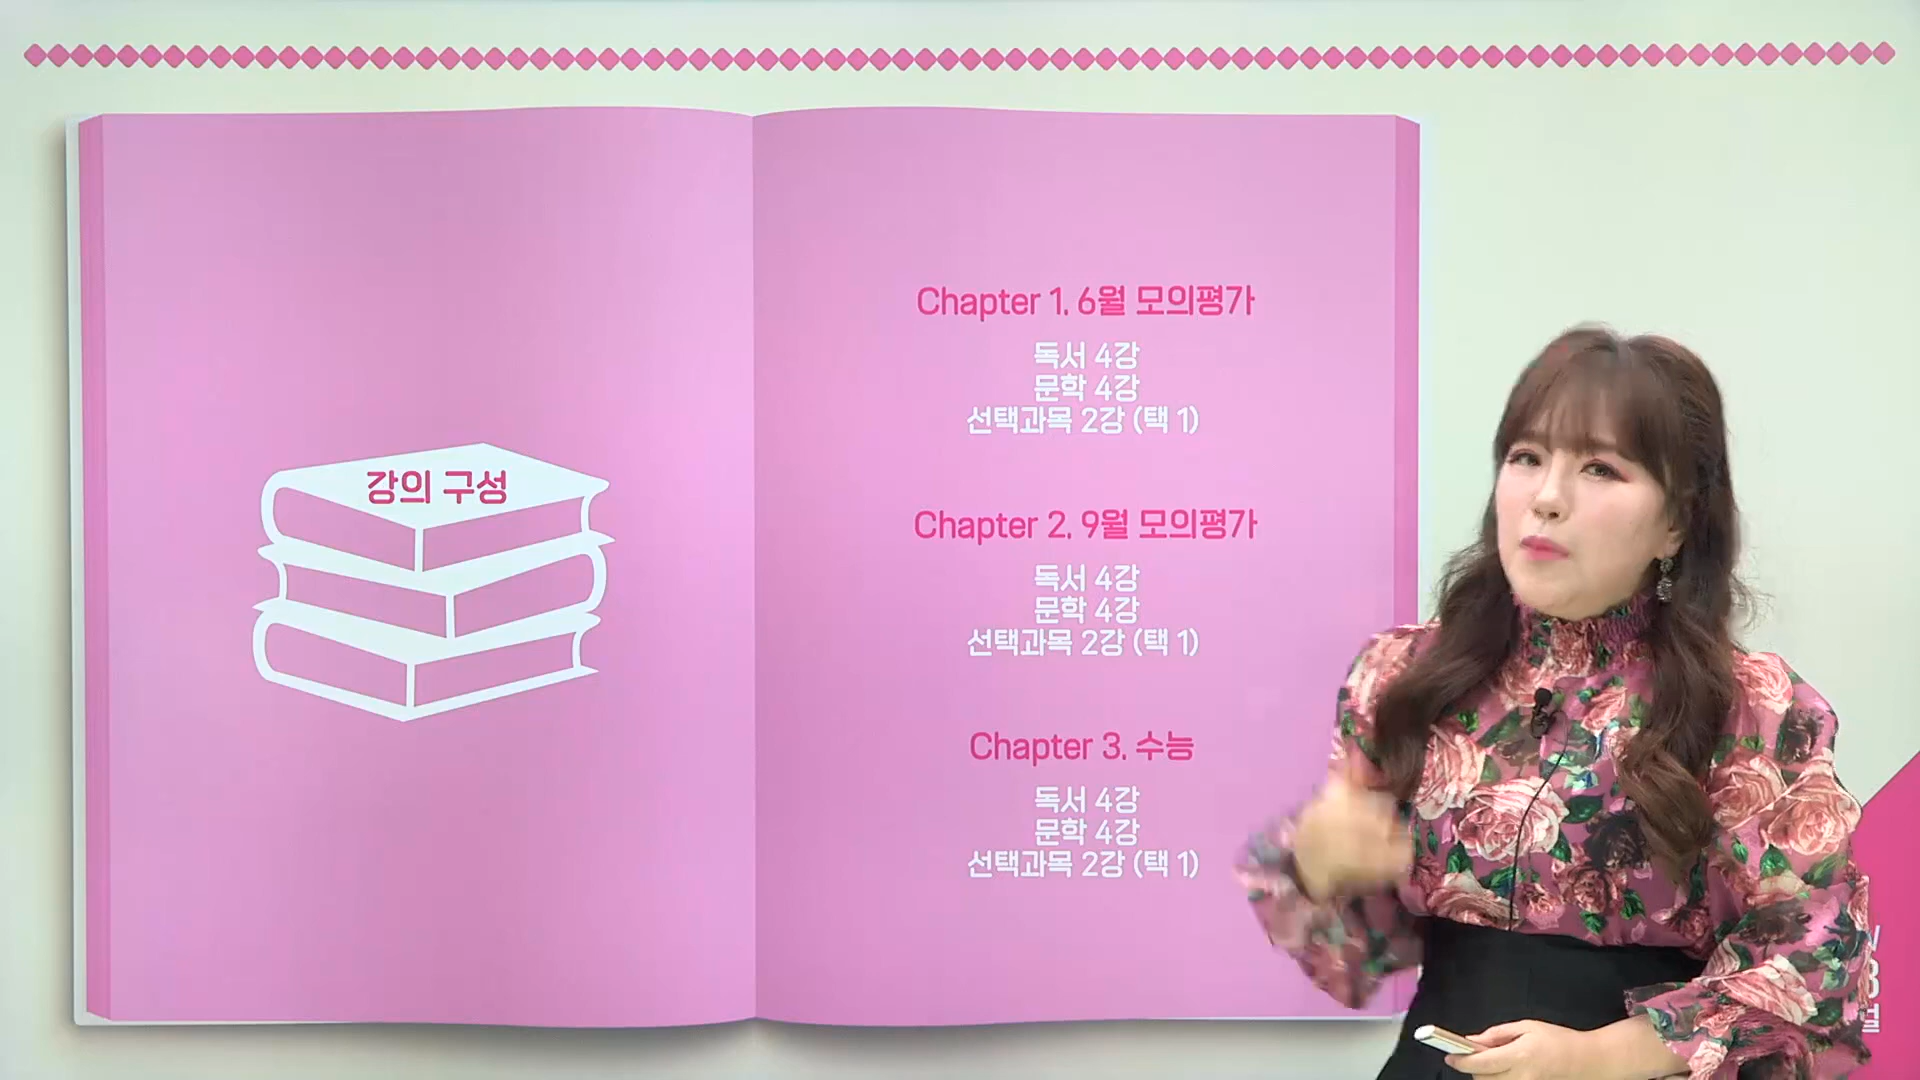 강의 구성
Chapter 1. 6월 모의평가
독서 4강
문학 4강
선택과목 2강 (택 1)
Chapter 2. 9월 모의평가
독서 4강
문학 4강
선택과목 2강 (택 1)
Chapter 3. 수능
독서 4강
문학 4강
선택과목 2강 (택 1)